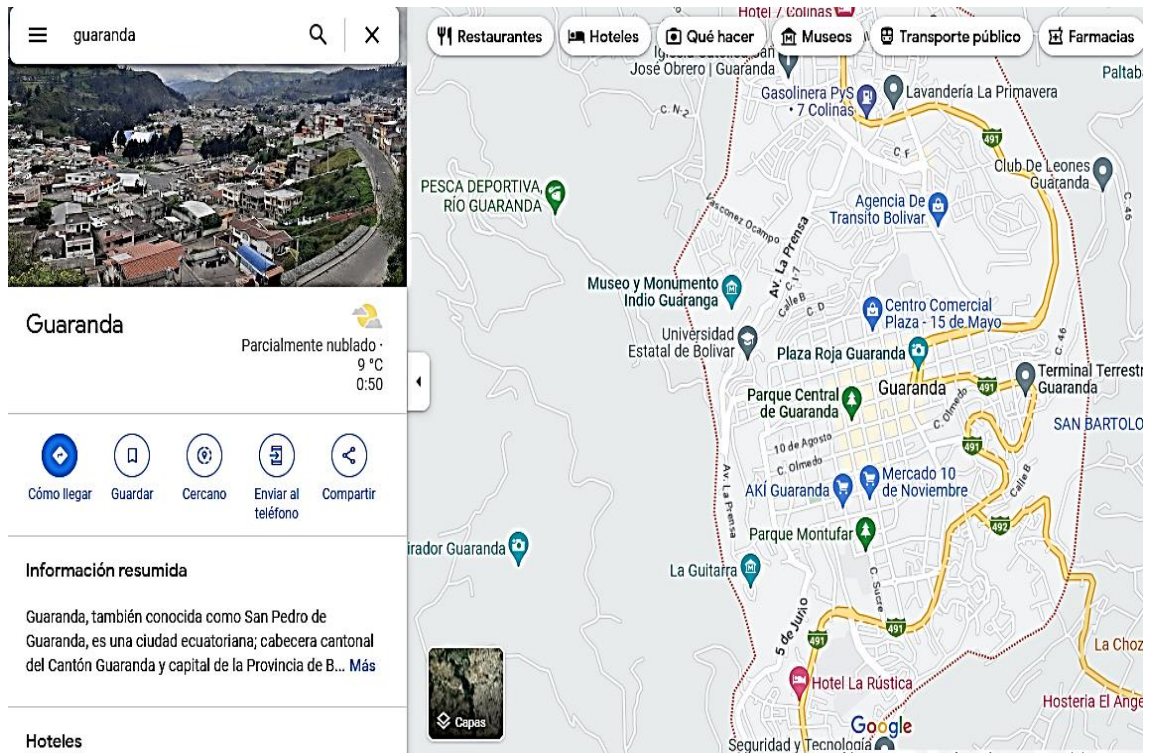 guaranda
Guaranda
Parcialmente nublado ·
9 °C
0:50
Cómo llegar
Guardar
Cercano
Enviar al
teléfono
Compartir
Información resumida
Guaranda, también conocida como San Pedro de
Guaranda, es una ciudad ecuatoriana; cabecera cantonal
del Cantón Guaranda y capital de la Provincia de B... Más
Hoteles
Restaurantes
Hoteles
Qué hacer
Museos
Transporte público
Farmacias
Hotel 7 Colinas
Iglesia Católica San
José Obrero | Guaranda
Gasolinera PyS
- 7 Colinas
Lavandería La Primavera
Paltab
C. N-2
491
C F
Club De Leones
Guaranda
C. 46
PESCA DEPORTIVA,
RÍO GUARANDA
Agencia De
Transito Bolivar
Vasconez Ocampo
Av. La Prensa
Museo y Monumento
Indio Guaranga
C 1-7
Calle B
C D
Centro Comercial
Plaza - 15 de Mayo
Universidad
Estatal de Bolivar
C. 46
Plaza Roja Guaranda
Terminal Terrestr
Guaranda
Guaranda
491
Parque Central
de Guaranda
C. Olmedo
SAN BARTOLO
10 de Agosto
491
C. Olmedo
Calle B
AKÍ Guaranda
Mercado 10
de Noviembre
Av. La Prensa
492
Parque Montufar
irador Guaranda
La Guitarra
C. Sucre
5 de Junio
491
491
La Choz
Hotel La Rústica
Hosteria El Ange
Capas
Google
Seguridad y Tecnología